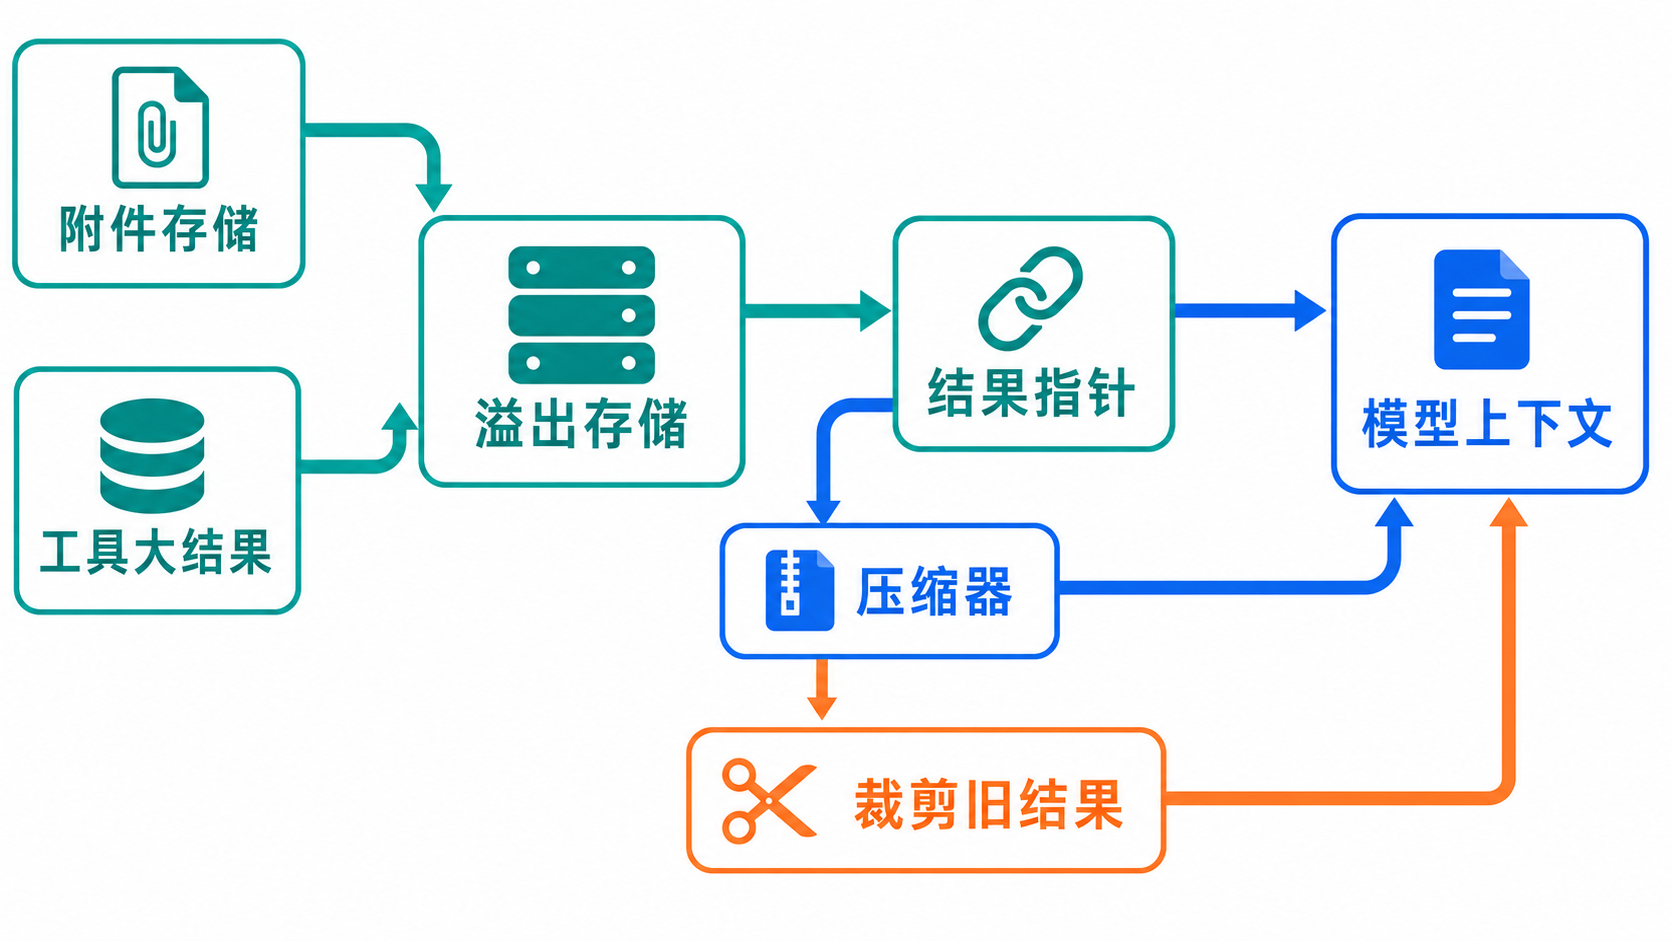 附件存储
工具大结果
溢出存储
结果指针
模型上下文
压缩器
裁剪旧结果